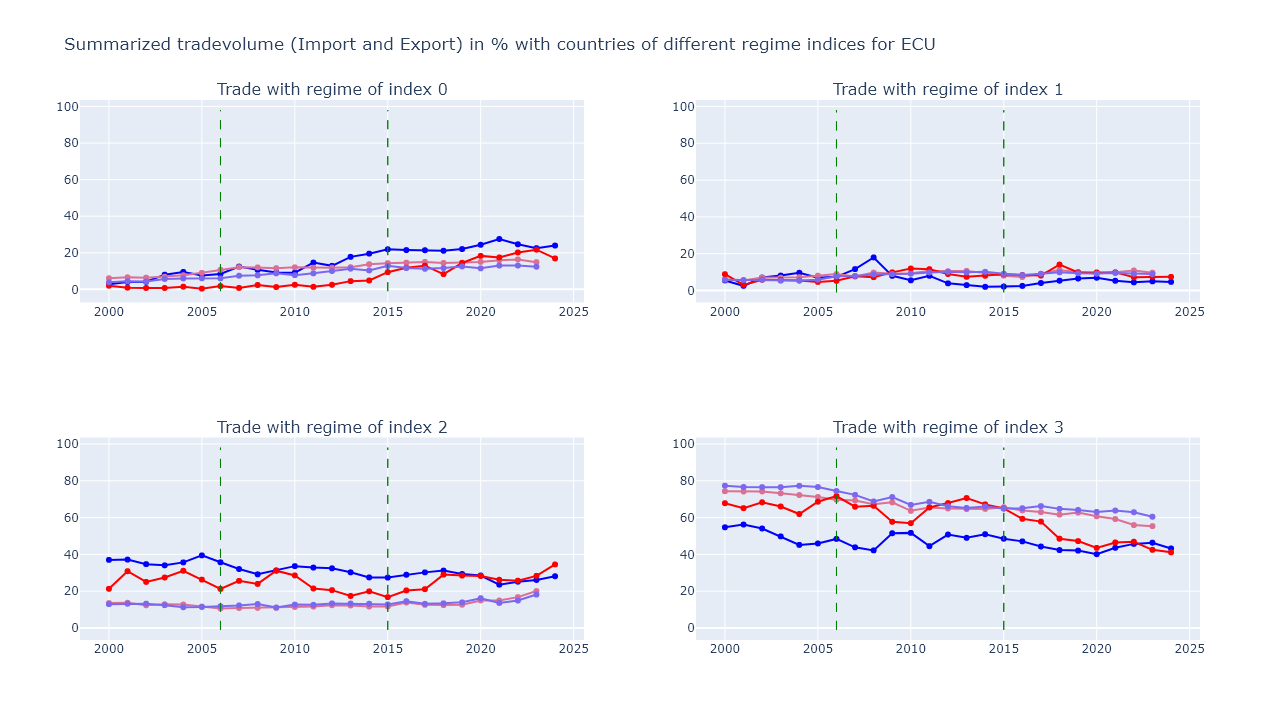 Summarized tradevolume (Import and Export) in % with countries of different regime indices for ECU
Trade with regime of index 0
100
80
60
40
20
0
2000 2005 2010 2015 2020 2025
Trade with regime of index 1
100
80
60
40
20
0
2000 2005 2010 2015 2020 2025
Trade with regime of index 2
100
80
60
40
20
0
2000 2005 2010 2015 2020 2025
Trade with regime of index 3
100
80
60
40
20
0
2000 2005 2010 2015 2020 2025